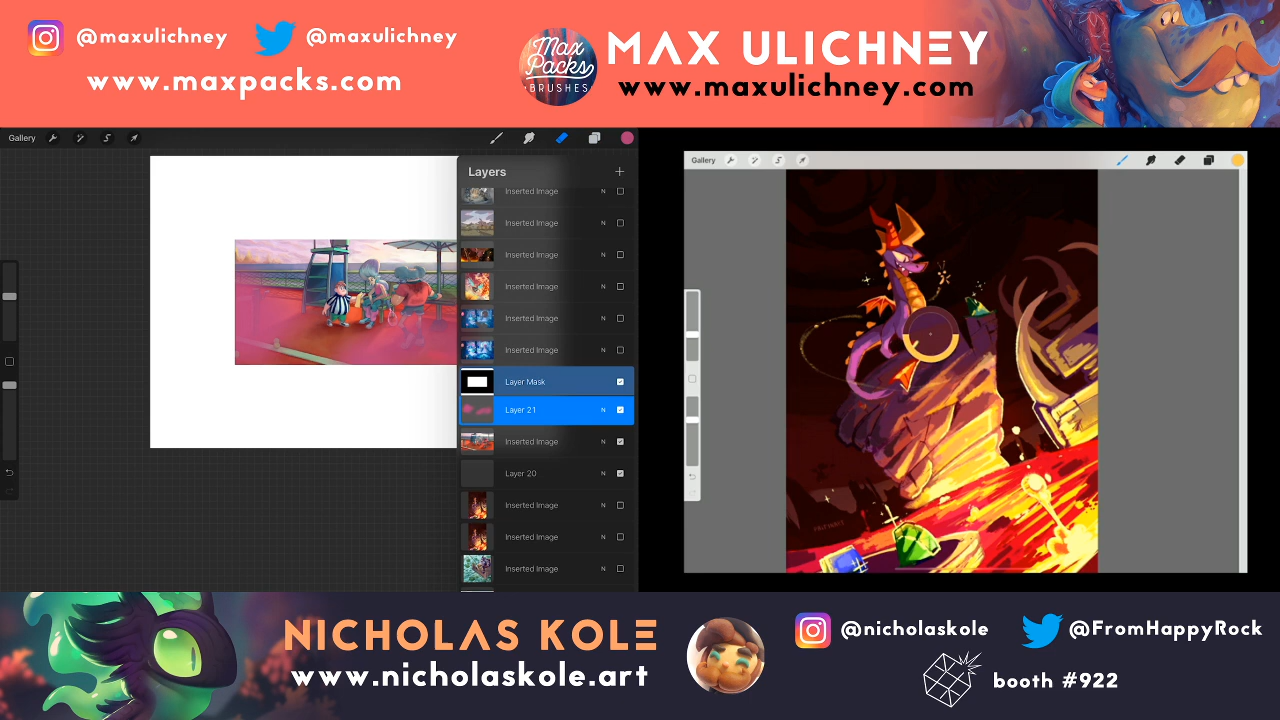 @maxulichney
@maxulichney
www.maxpacks.com
Max
Packs
BRUSHES
MAX ULICHNEY
www.maxulichney.com
Gallery
Layers
Inserted Image N
Inserted Image N
Inserted Image N
Inserted Image N
Inserted Image N
Inserted Image N
Layer Mask
Layer 21 N
Inserted Image N
Layer 20 N
Inserted Image N
Inserted Image N
Inserted Image N
Gallery
NICHOLAS KOLE
www.nicholaskole.art
@nicholaskole
@FromHappyRock
booth #922